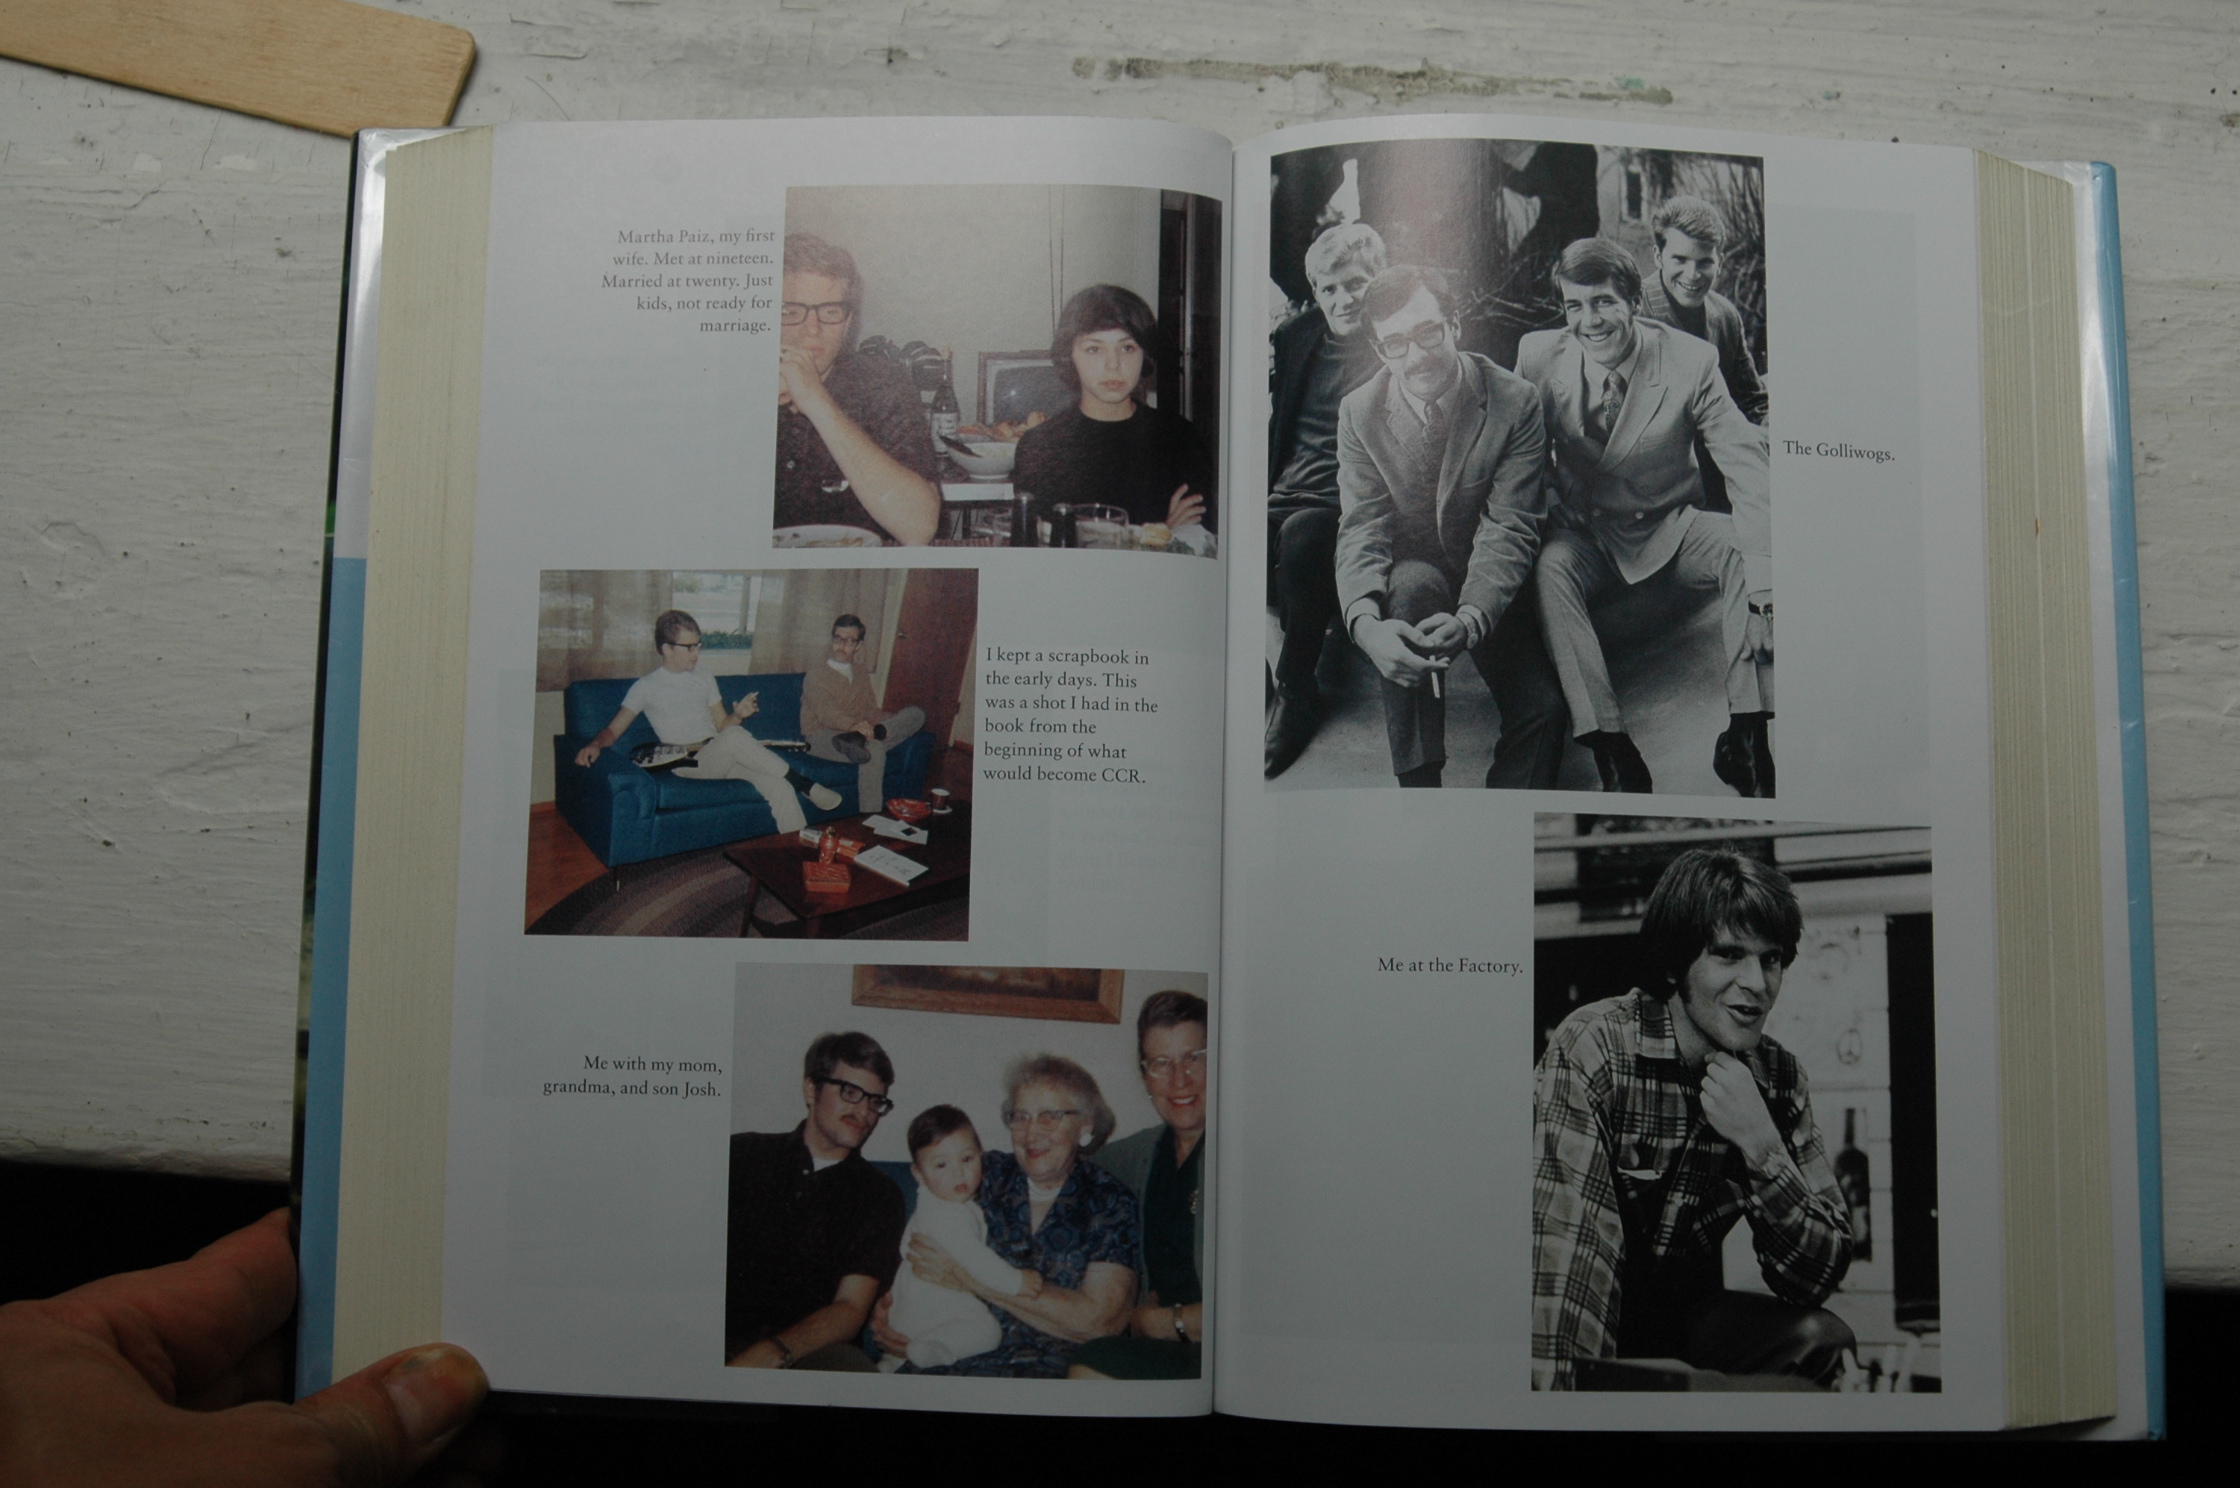 Martha Paiz, my first
wife. Met at nineteen.
Married at twenty. Just
kids, not ready for
marriage.
I kept a scrapbook in
the early days. This
was a shot I had in the
book from the
beginning of what
would become CCR.
Me with my mom,
grandma, and son Josh.
The Golliwogs.
Me at the Factory.